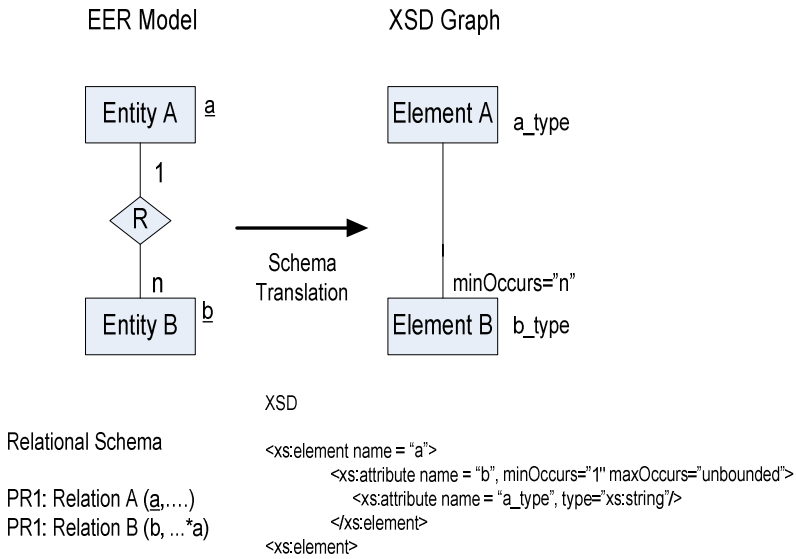 EER Model
XSD Graph
Entity A
a
Element A
a_type
1
R
Schema
Translation
n
minOccurs="n"
Entity B
b
Element B
b_type
XSD
Relational Schema
<xs:element name = “a”>
<xs:attribute name = “b”, minOccurs=”1" maxOccurs=”unbounded”>
<xs:attribute name = “a_type”, type=”xs:string”/>
</xs:element>
<xs:element>
PR1: Relation A (a,....)
PR1: Relation B (b, ...*a)